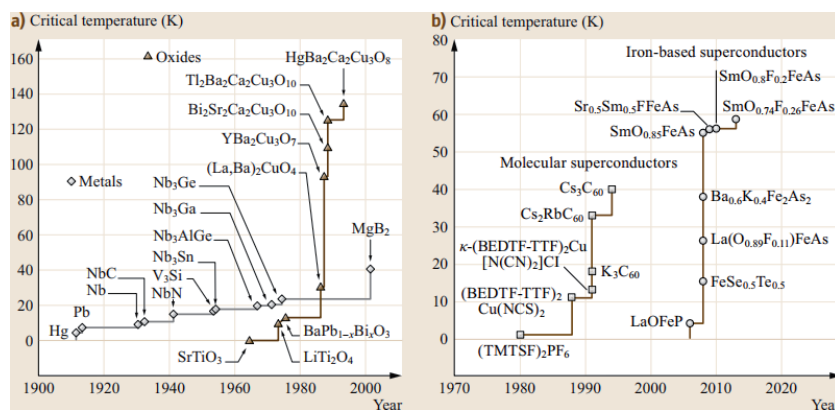 a) Critical temperature (K)
160
140
120
100
80
60
40
20
0
1900
1920
1940
1960
1980
2000
Year
Oxides
Metals
HgBa2Ca2Cu3O8
Tl2Ba2Ca2Cu3O10
Bi2Sr2Ca2Cu3O10
YBa2Cu3O7
(La,Ba)2CuO4
Nb3Ge
Nb3Ga
Nb3AlGe
Nb3Sn
V3Si
NbC
Nb
NbN
Pb
Hg
MgB2
BaPb1−xBixO3
LiTi2O4
SrTiO3
b) Critical temperature (K)
80
70
60
50
40
30
20
10
0
1970
1980
1990
2000
2010
2020
Year
Iron-based superconductors
SmO0.8F0.2FeAs
Sr0.5Sm0.5FFeAs
SmO0.74F0.26FeAs
SmO0.85FeAs
Molecular superconductors
Cs3C60
Cs2RbC60
Ba0.6K0.4Fe2As2
κ-(BEDTF-TTF)2Cu
[N(CN)2]CI
La(O0.89F0.11)FeAs
K3C60
FeSe0.5Te0.5
(BEDTF-TTF)2
Cu(NCS)2
LaOFeP
(TMTSF)2PF6